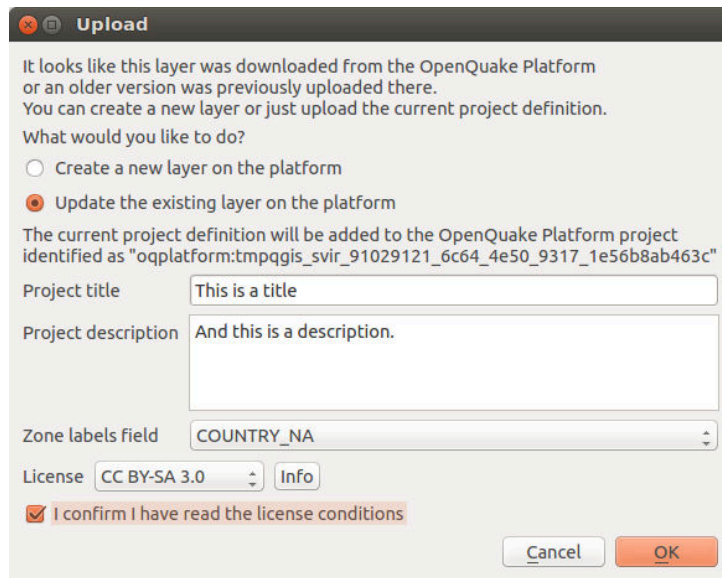 Upload
It looks like this layer was downloaded from the OpenQuake Platform
or an older version was previously uploaded there.
You can create a new layer or just upload the current project definition.
What would you like to do?
Create a new layer on the platform
Update the existing layer on the platform
The current project definition will be added to the OpenQuake Platform project
identified as "oqplatform:tmpqgis_svir_91029121_6c64_4e50_9317_1e56b8ab463c"
Project title This is a title
Project description And this is a description.
Zone labels field COUNTRY_NA
License CC BY-SA 3.0 Info
I confirm I have read the license conditions
Cancel OK